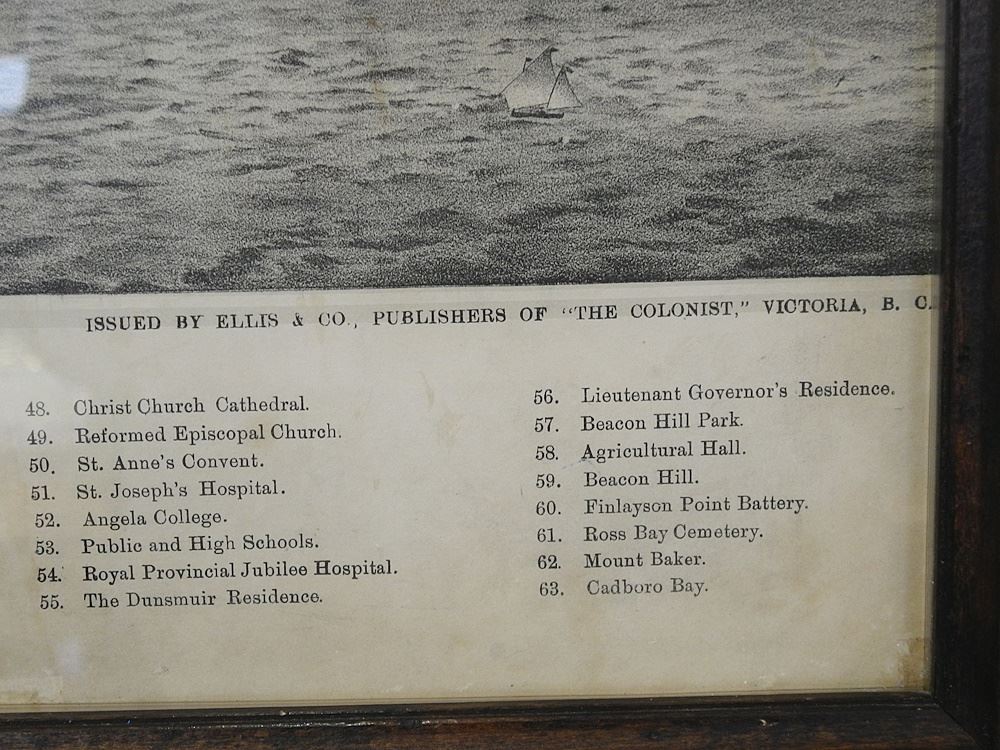 ISSUED BY ELLIS & CO., PUBLISHERS OF "THE COLONIST," VICTORIA, B. C.
48. Christ Church Cathedral.
49. Reformed Episcopal Church.
50. St. Anne's Convent.
51. St. Joseph's Hospital.
52. Angela College.
53. Public and High Schools.
54. Royal Provincial Jubilee Hospital.
55. The Dunsmuir Residence.
56. Lieutenant Governor's Residence.
57. Beacon Hill Park.
58. Agricultural Hall.
59. Beacon Hill.
60. Finlayson Point Battery.
61. Ross Bay Cemetery.
62. Mount Baker.
63. Cadboro Bay.